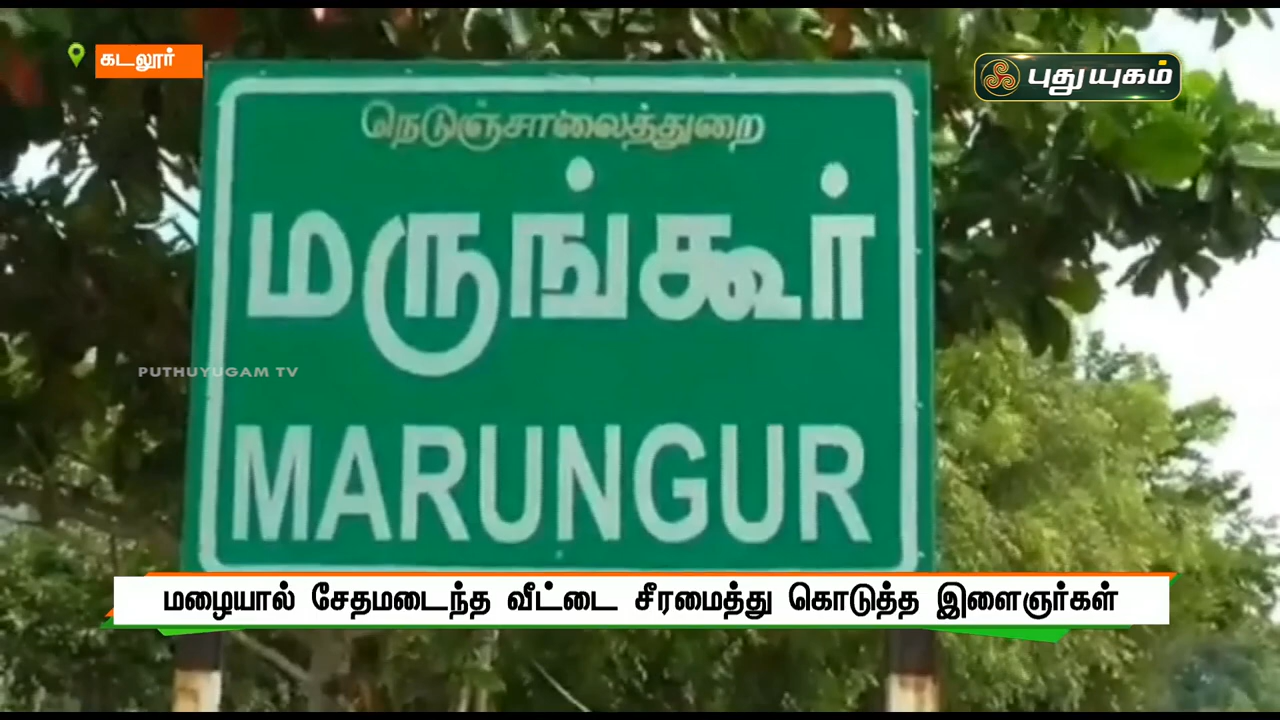 கடலூர்
புதுயுகம்
நெடுஞ்சாலைத்துறை
மருங்கூர்
PUTHUYUGAM TV
MARUNGUR
மழையால் சேதமடைந்த வீட்டை சீரமைத்து கொடுத்த இளைஞர்கள்